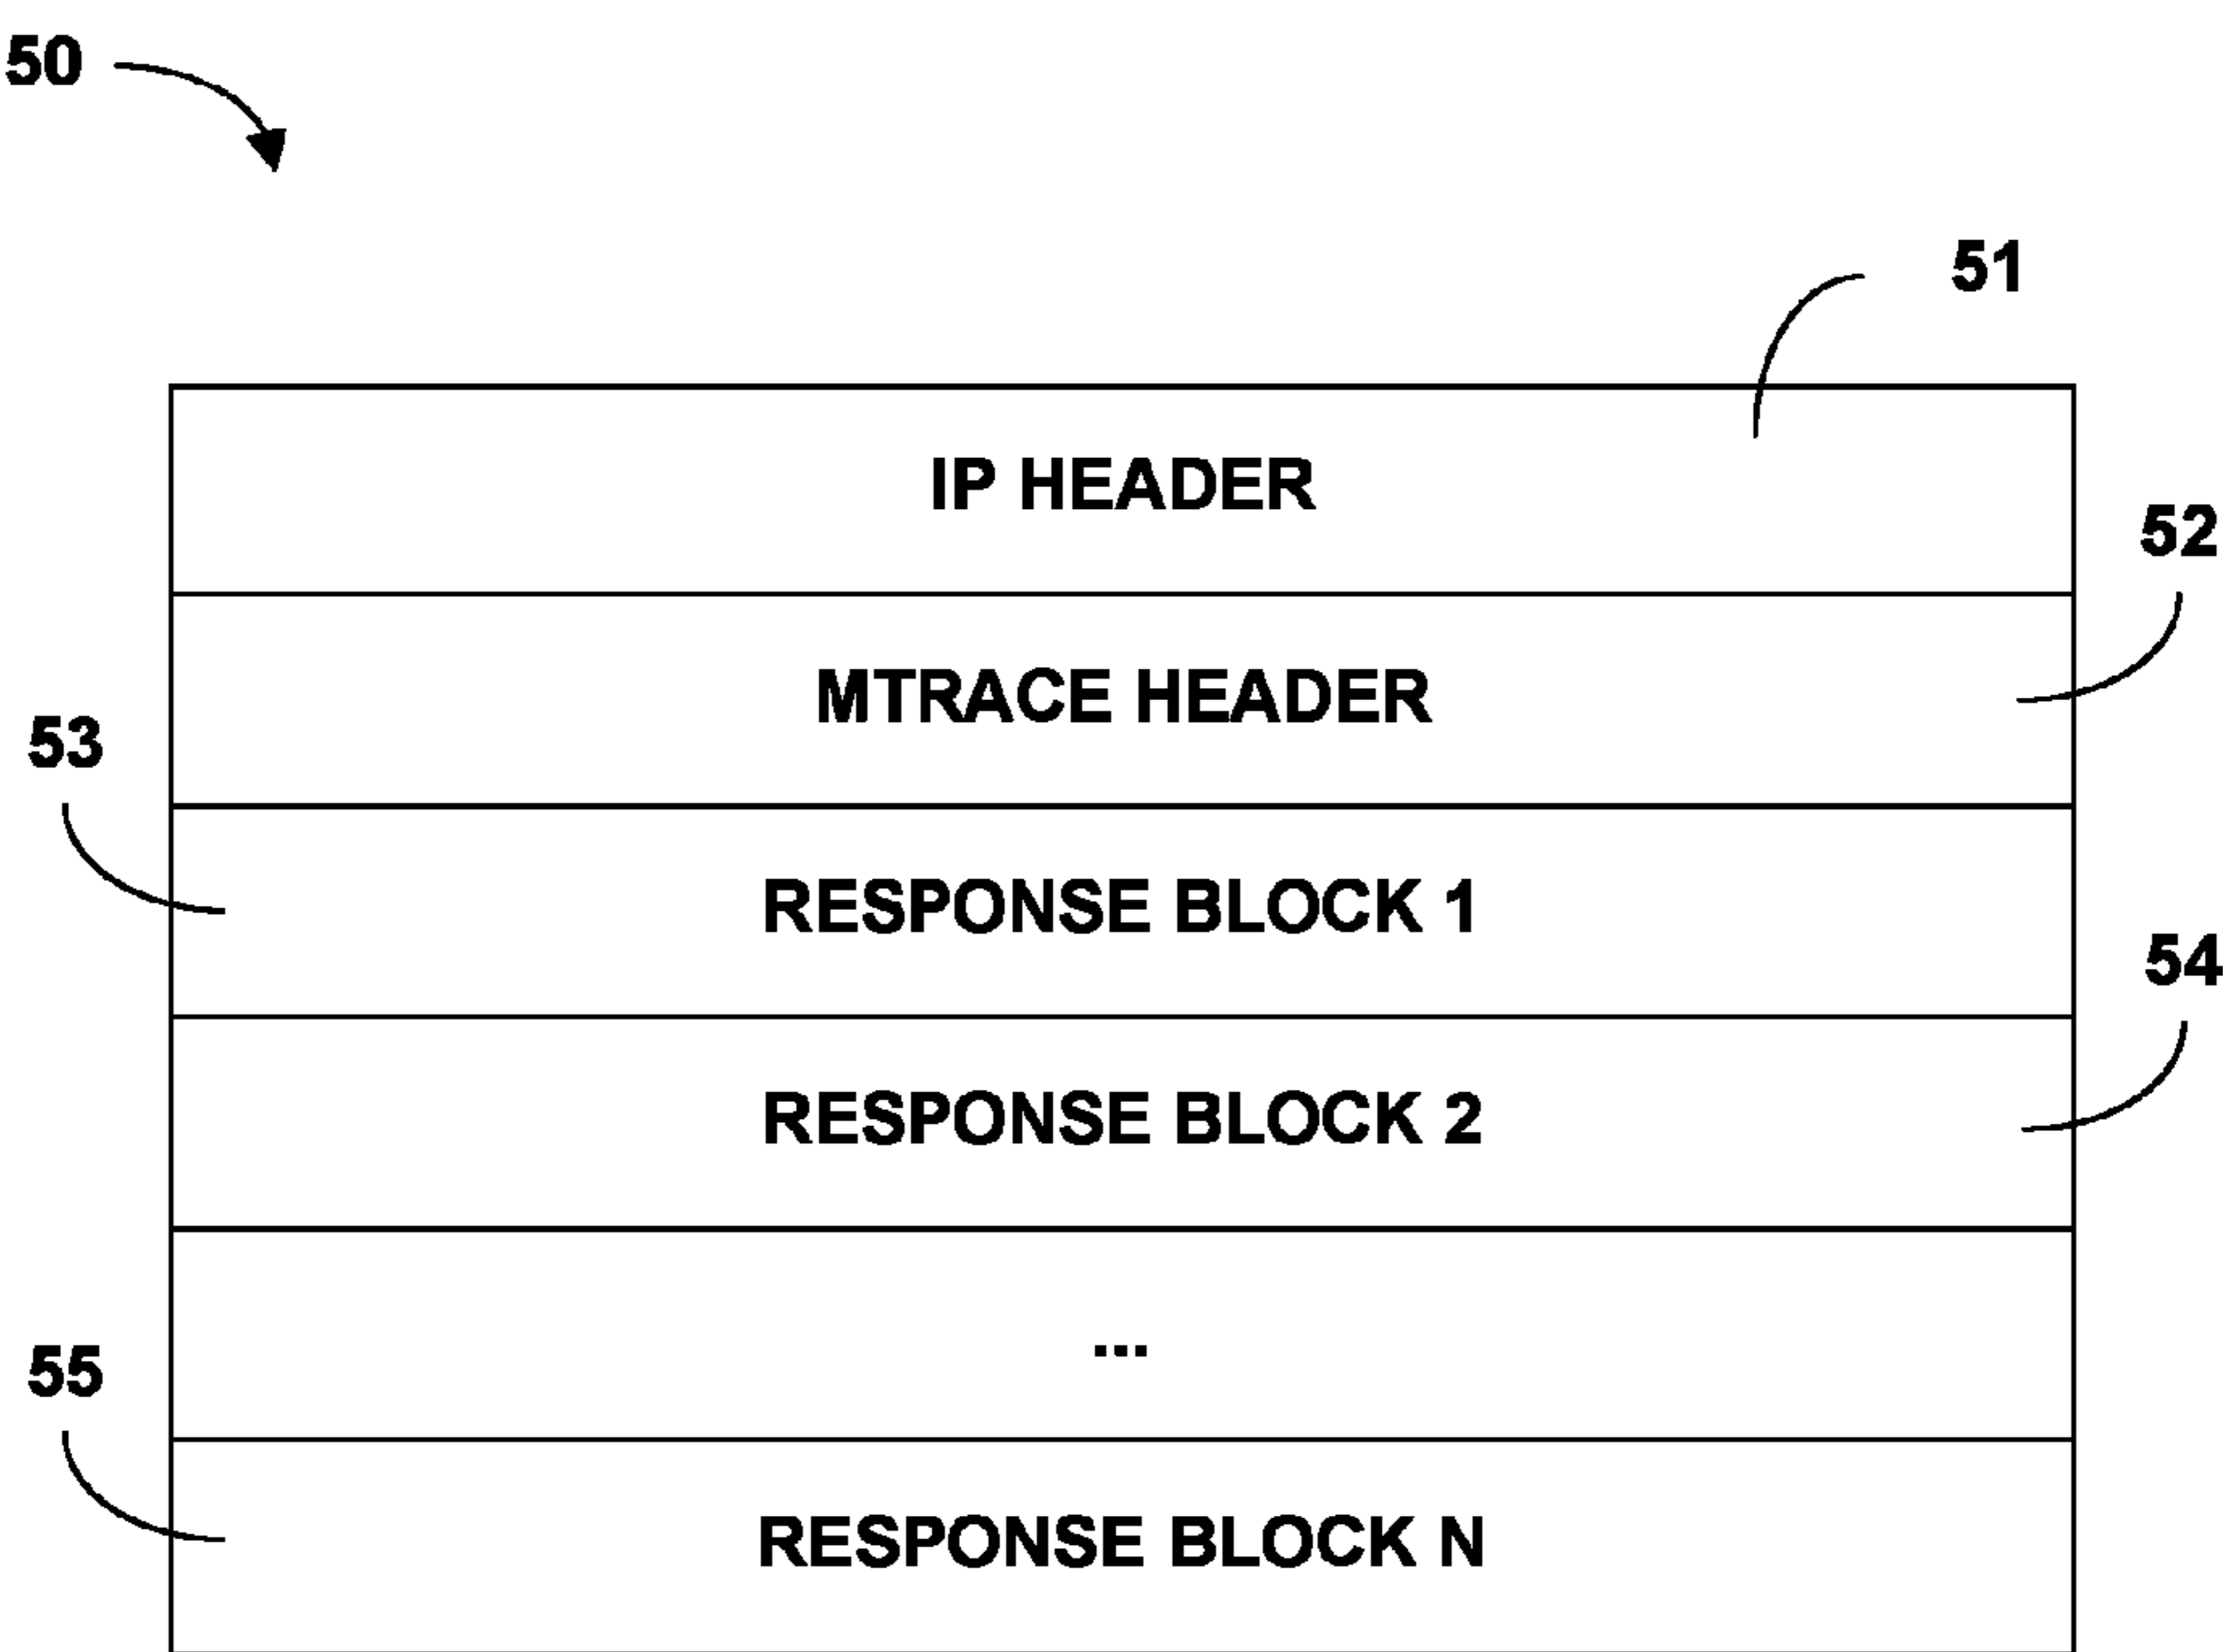 50
51
IP HEADER
52
MTRACE HEADER
53
RESPONSE BLOCK 1
54
RESPONSE BLOCK 2
...
55
RESPONSE BLOCK N